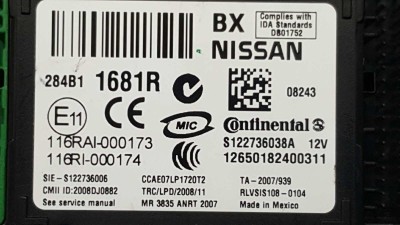 Complies with
IDA Standards
DB01752
BX
NISSAN
284B1 1681R
08243
E11
CE
MIC
Continental
116RAI-000173
116RI-000174
S122736038A 12V
12650182400311
SIE-S122736006
CCAE07LP1720T2
TA-2007/939
CMII ID:2008DJ0882
TRC/LPD/2008/11
RLVSIS108-0104
See service manual
MR 3835 ANRT 2007
Made in Mexico